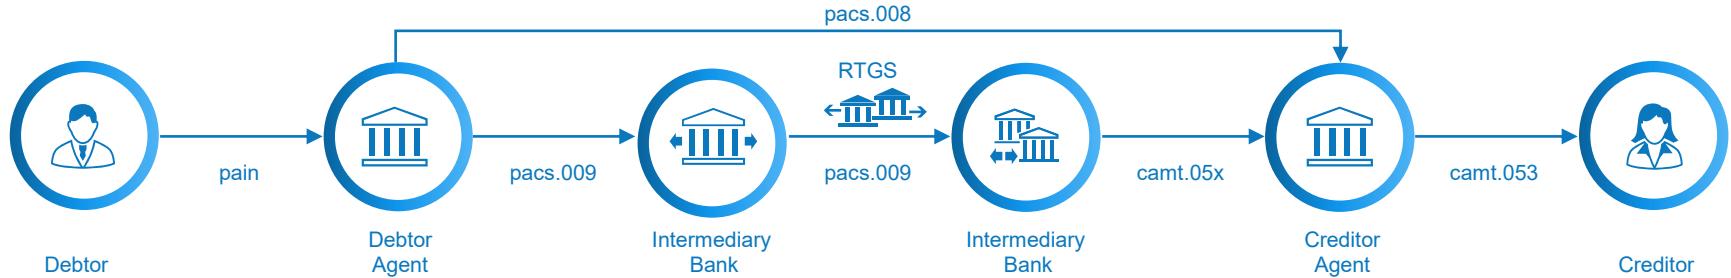 pacs.008
RTGS
pain
pacs.009
pacs.009
camt.05x
camt.053
Debtor
Debtor
Agent
Intermediary
Bank
Intermediary
Bank
Creditor
Agent
Creditor